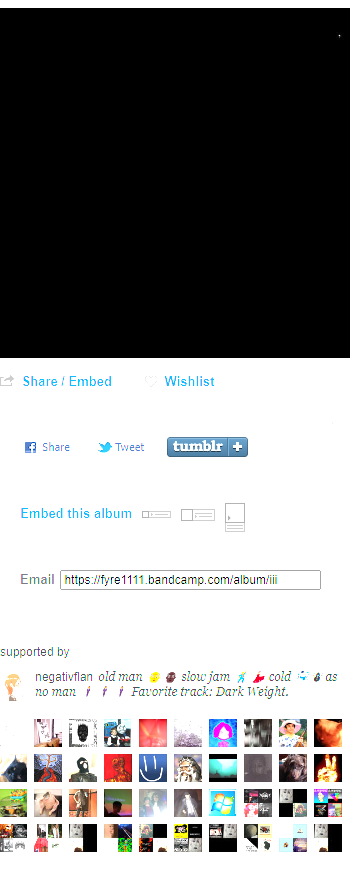 Share / Embed Wishlist
Share Tweet tumblr +
Embed this album
Email https://fyre1111.bandcamp.com/album/iii
supported by
negativflan old man slow jam cold as
no man Favorite track: Dark Weight.